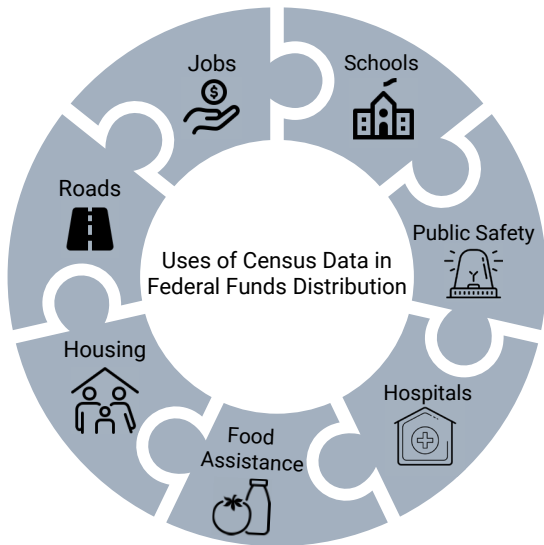 Uses of Census Data in
Federal Funds Distribution
Jobs
$
Schools
Public Safety
Hospitals
Food
Assistance
Housing
Roads